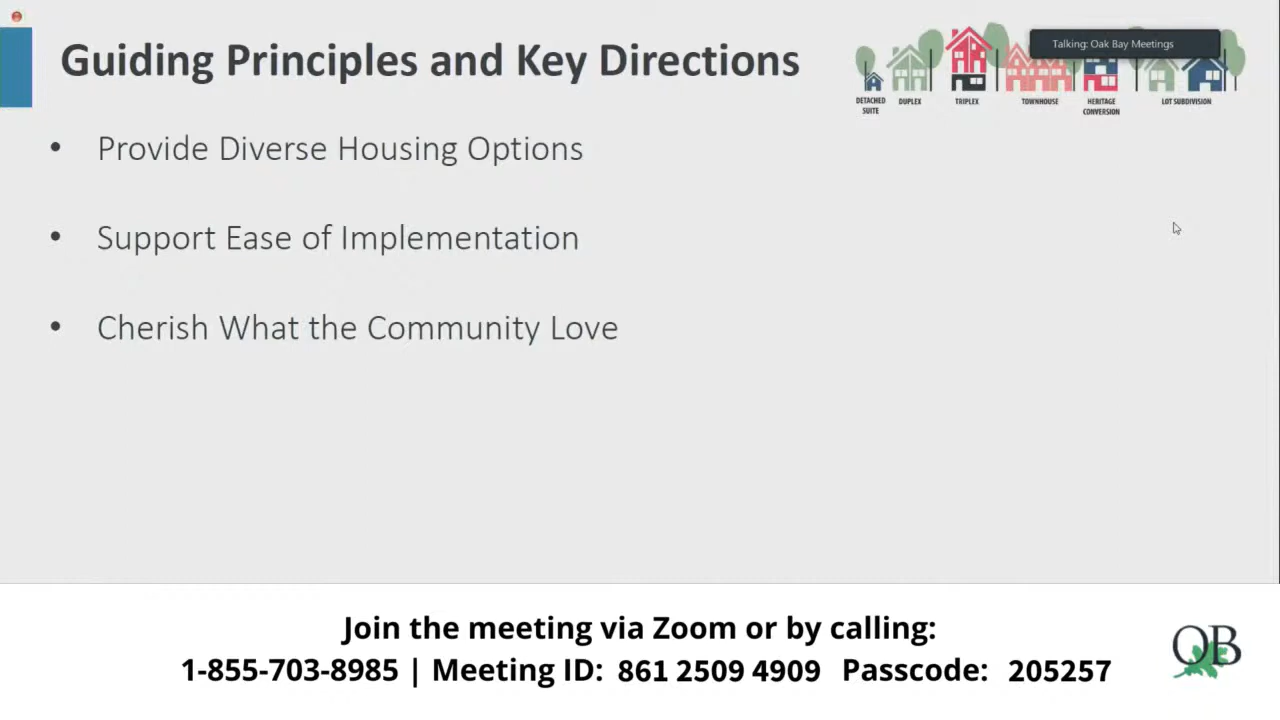 Guiding Principles and Key Directions
Talking: Oak Bay Meetings
DETACHED SUITE
DUPLEX
TRIPLEX
TOWNHOUSE
HERITAGE CONVERSION
LOT SUBDIVISION
• Provide Diverse Housing Options
• Support Ease of Implementation
• Cherish What the Community Love
Join the meeting via Zoom or by calling:
1-855-703-8985 | Meeting ID: 861 2509 4909 Passcode: 205257
OB